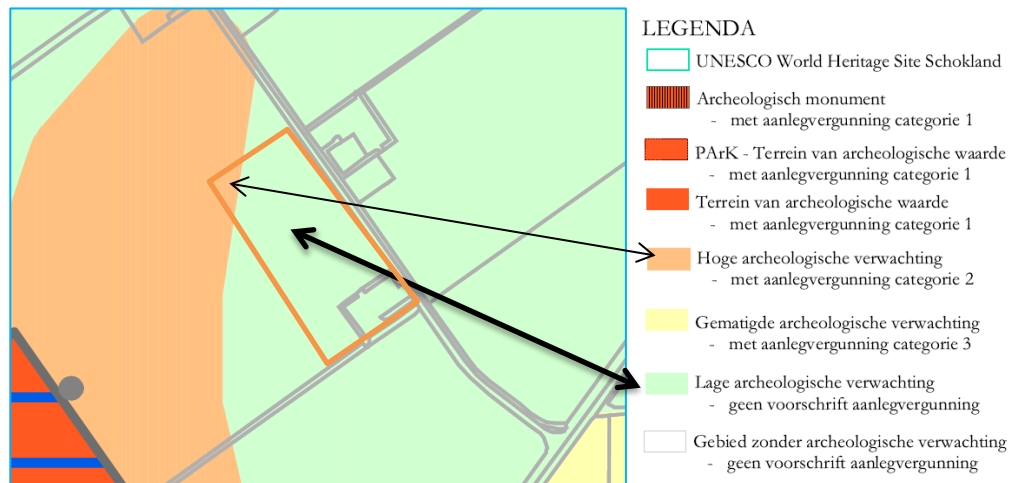 LEGENDA
UNESCO World Heritage Site Schokland
Archeologisch monument
- met aanlegvergunning categorie 1
PArK - Terrein van archeologische waarde
- met aanlegvergunning categorie 1
Terrein van archeologische waarde
- met aanlegvergunning categorie 1
Hoge archeologische verwachting
- met aanlegvergunning categorie 2
Gematigde archeologische verwachting
- met aanlegvergunning categorie 3
Lage archeologische verwachting
- geen voorschrift aanlegvergunning
Gebied zonder archeologische verwachting
- geen voorschrift aanlegvergunning